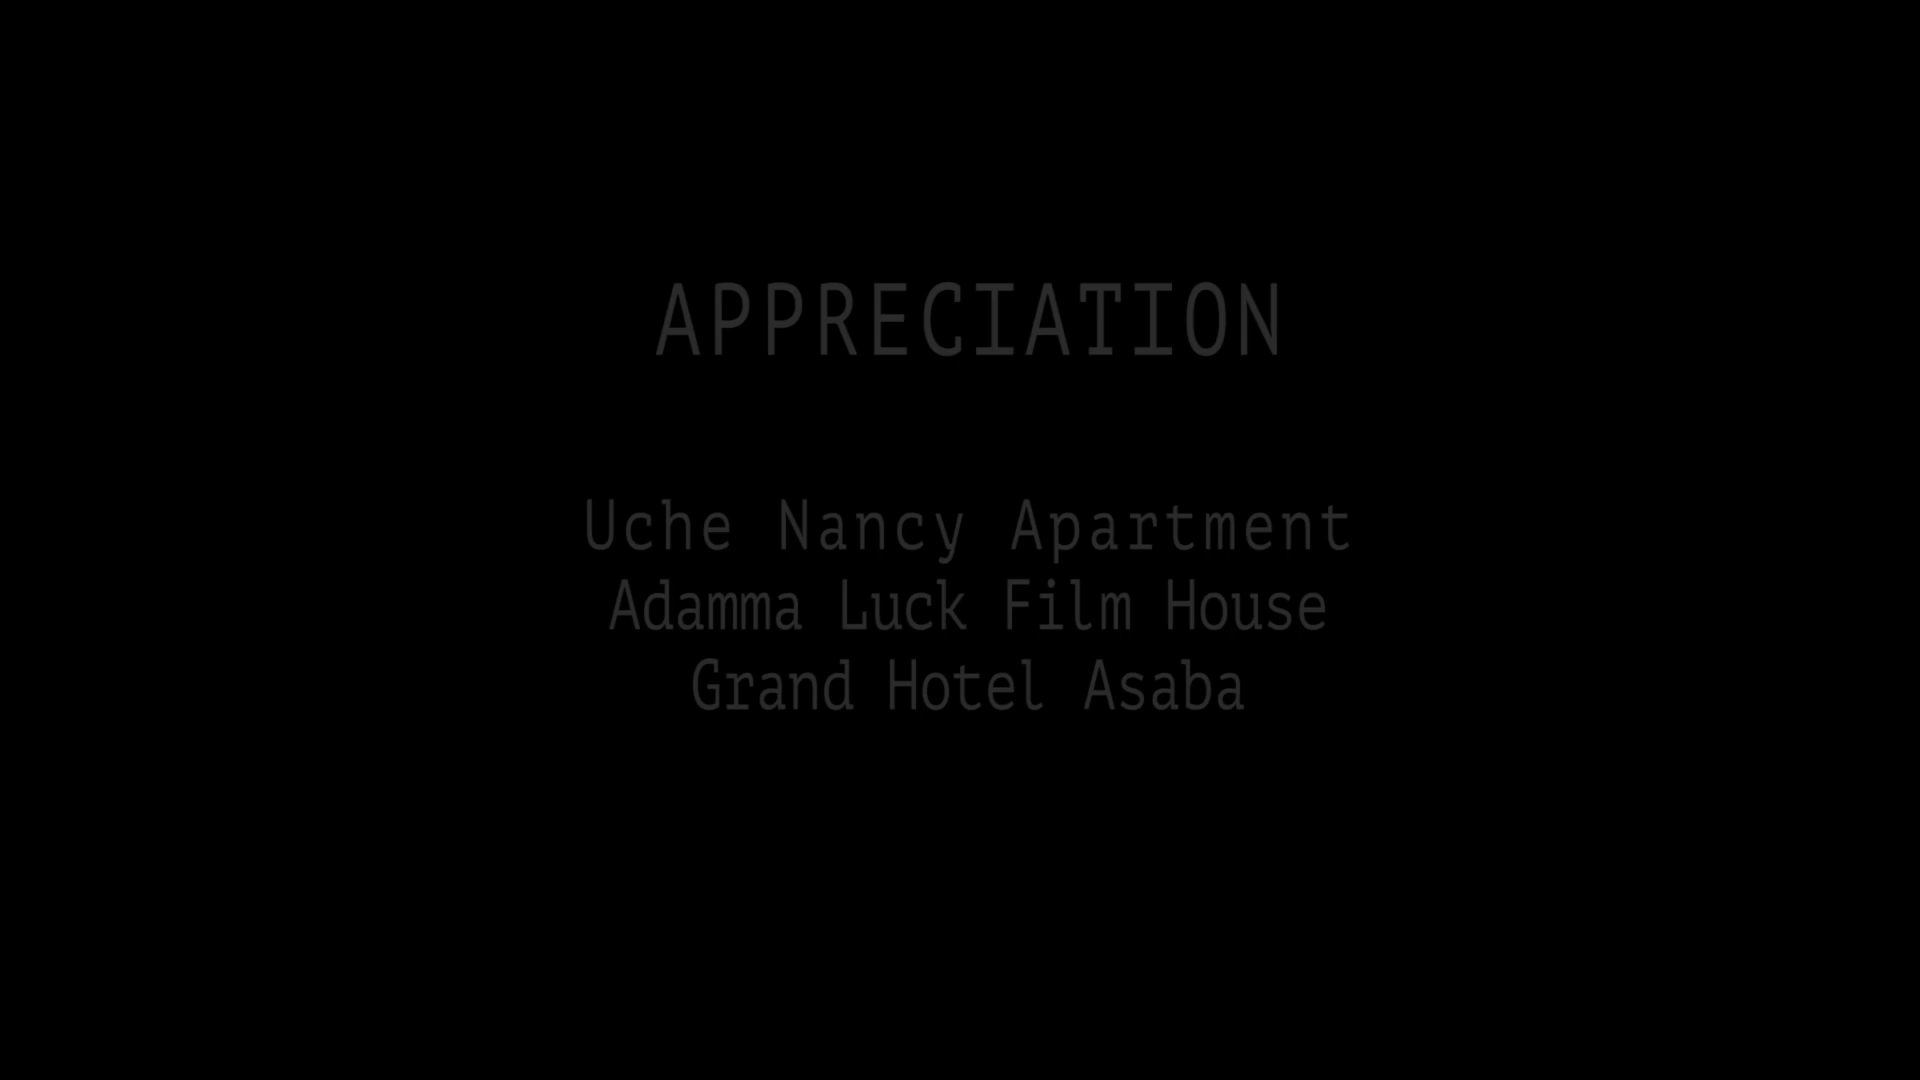 APPRECIATION
Uche Nancy Apartment
Adamma Luck Film House
Grand Hotel Asaba